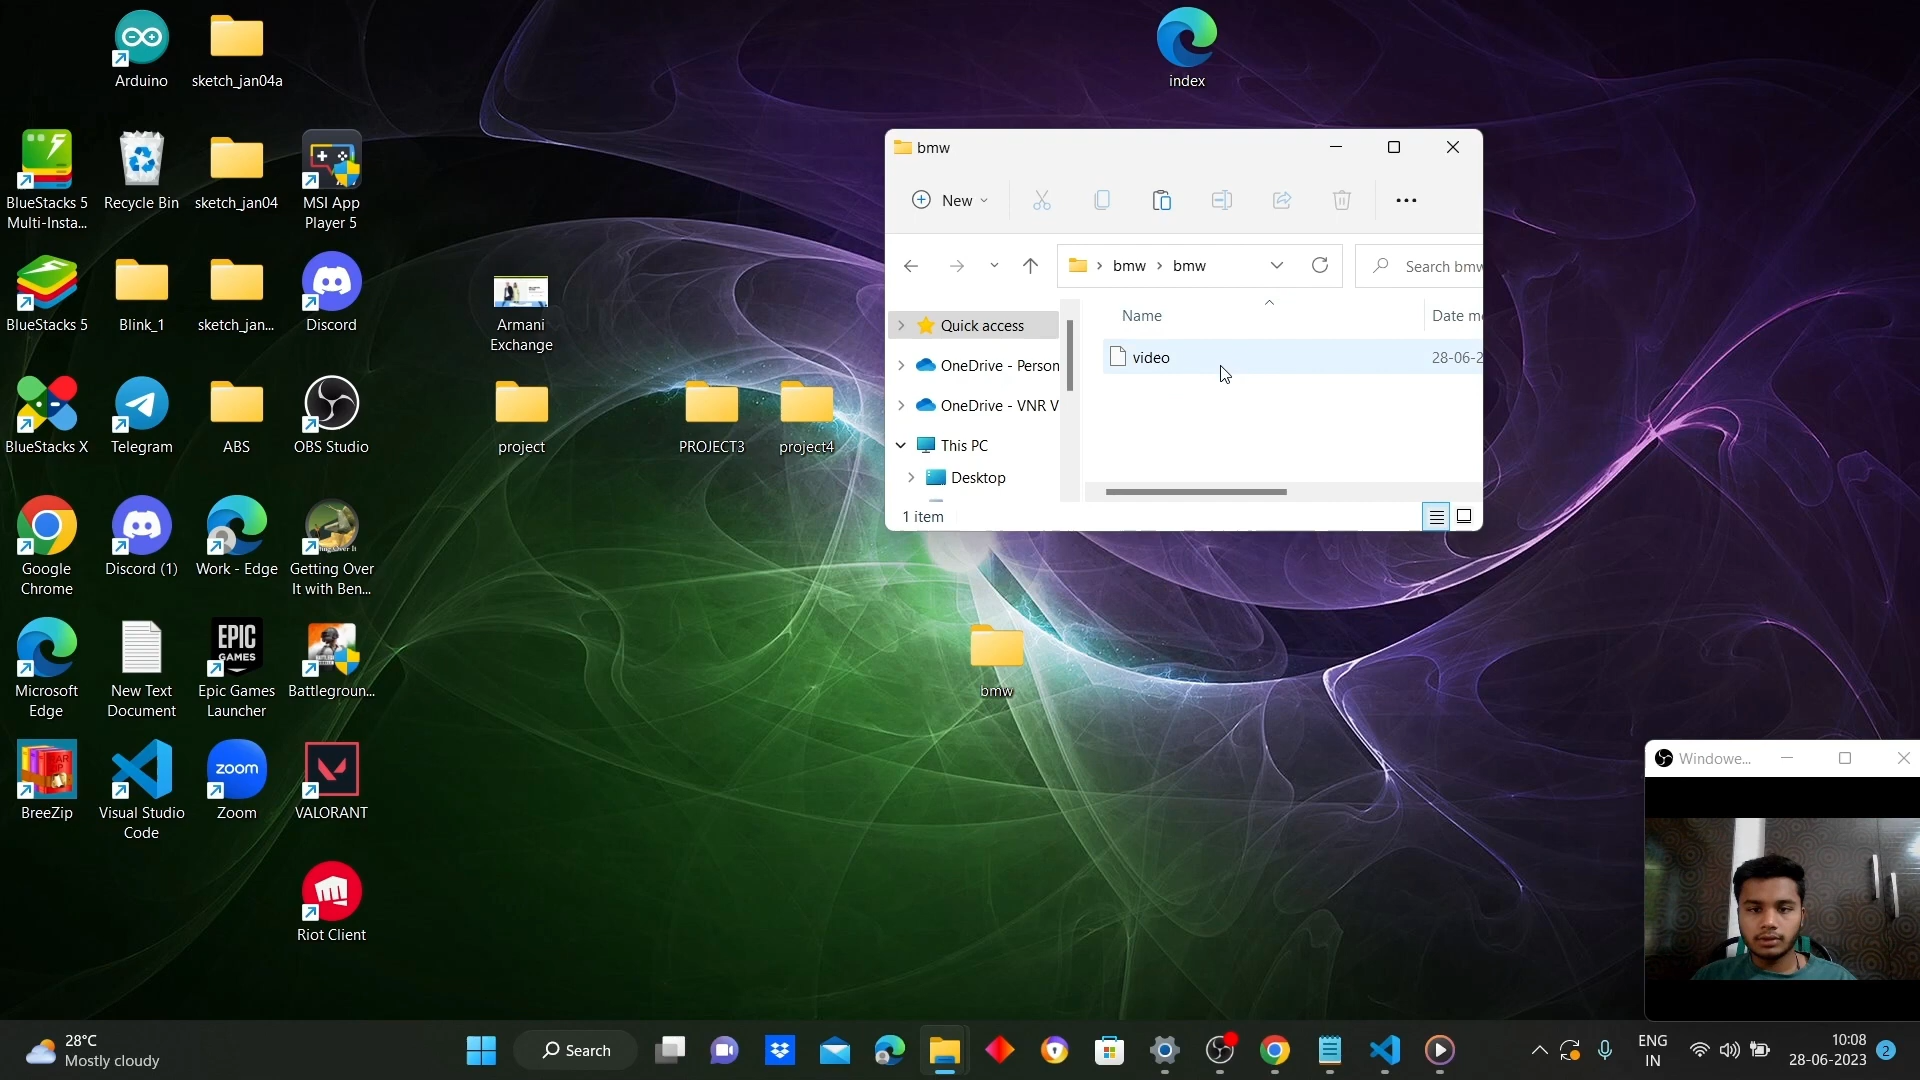 Arduino
sketch_jan04a
index
BlueStacks 5
Multi-Insta...
Recycle Bin
sketch_jan04
MSI App
Player 5
BlueStacks 5
Blink_1
sketch_jan...
Discord
Armani
Exchange
BlueStacks X
Telegram
ABS
OBS Studio
project
PROJECT3
project4
Google
Chrome
Discord (1)
Work - Edge
Getting Over
It with Ben...
Microsoft
Edge
New Text
Document
EPIC
GAMES
Epic Games
Launcher
Battlegroun...
bmw
BreeZip
Visual Studio
Code
zoom
Zoom
VALORANT
Riot Client
bmw
New
bmw
bmw
Search bmw
Name
Date m
Quick access
video
28-06-2
OneDrive - Person
OneDrive - VNR V
This PC
Desktop
1 item
Windowe...
28°C
Mostly cloudy
Search
ENG
IN
10:08
28-06-2023
2